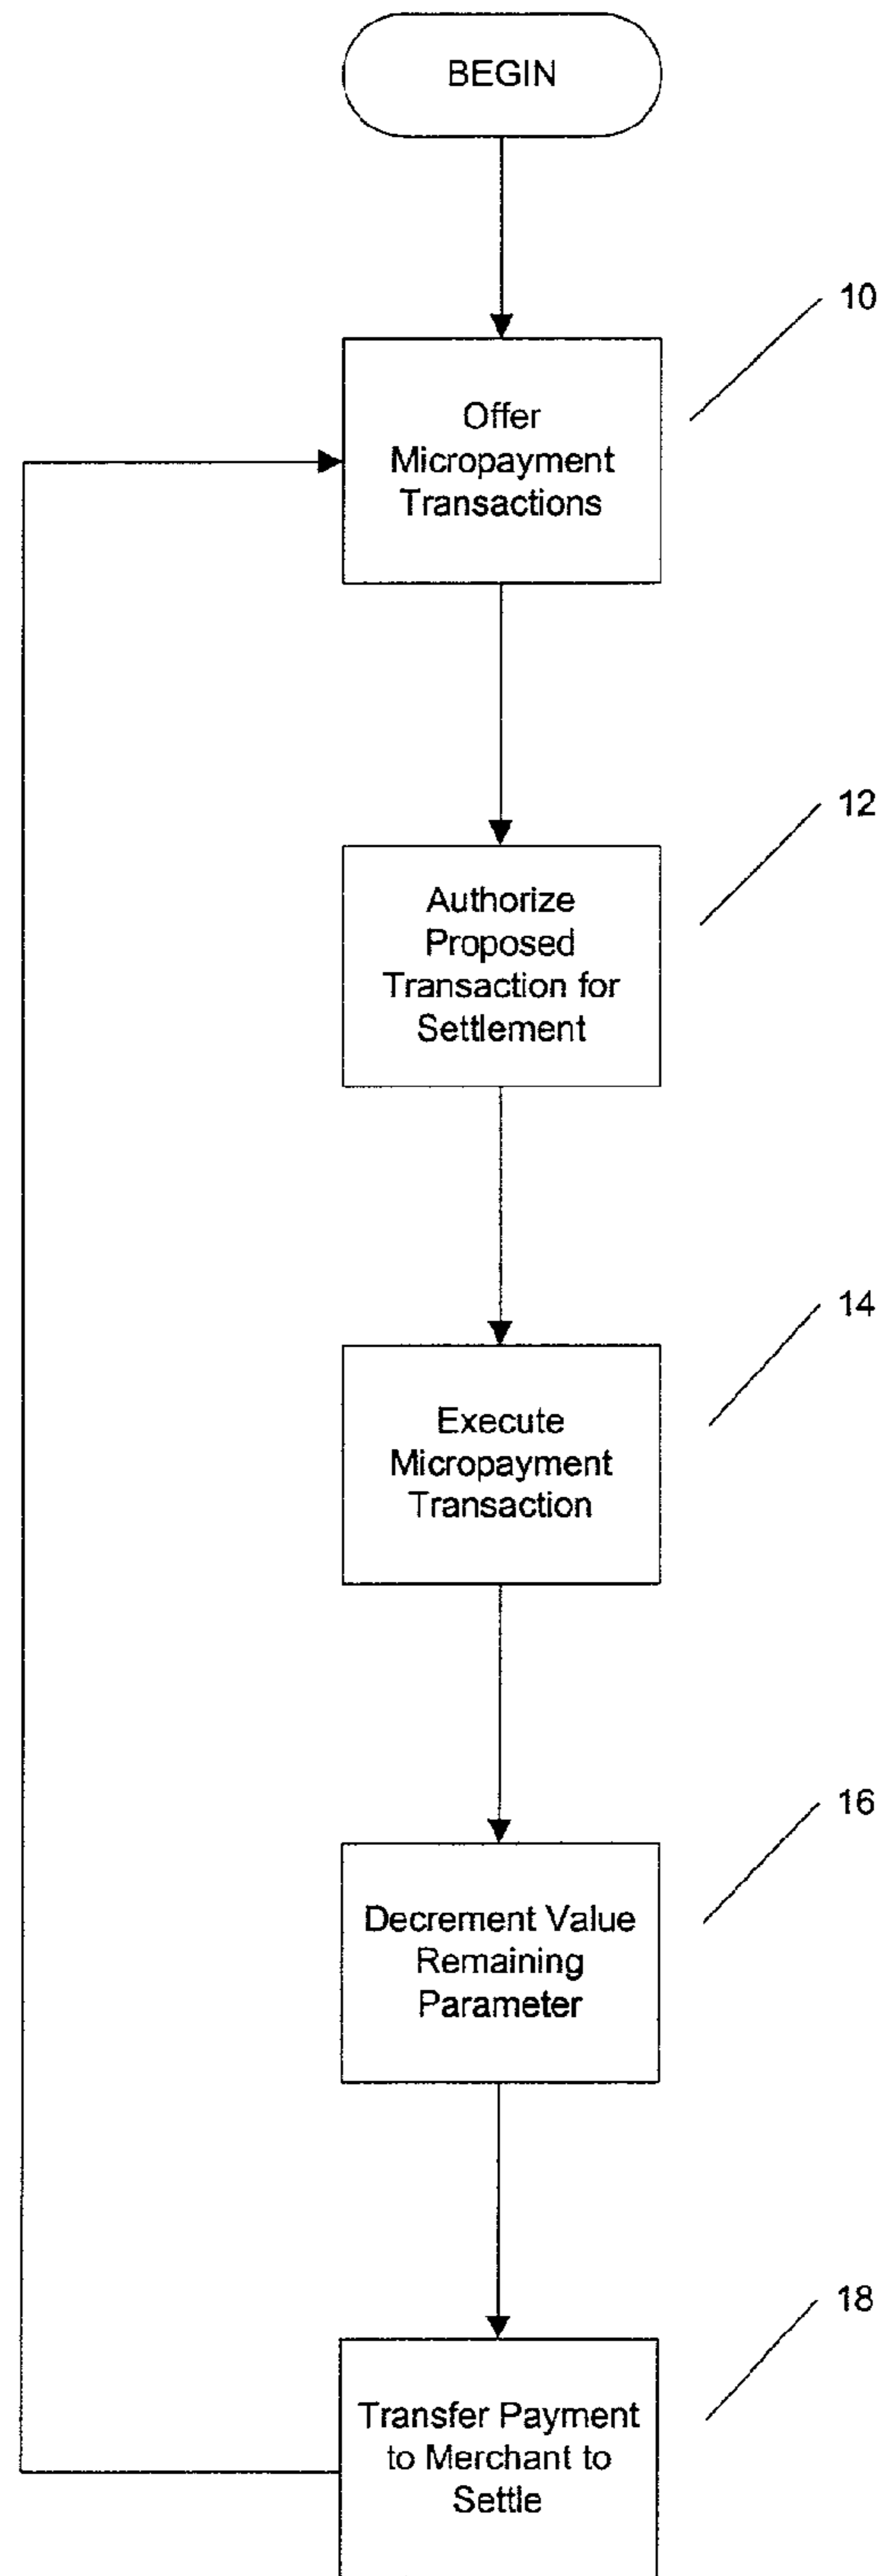 BEGIN
10
Offer
Micropayment
Transactions
12
Authorize
Proposed
Transaction for
Settlement
14
Execute
Micropayment
Transaction
16
Decrement Value
Remaining
Parameter
18
Transfer Payment
to Merchant to
Settle